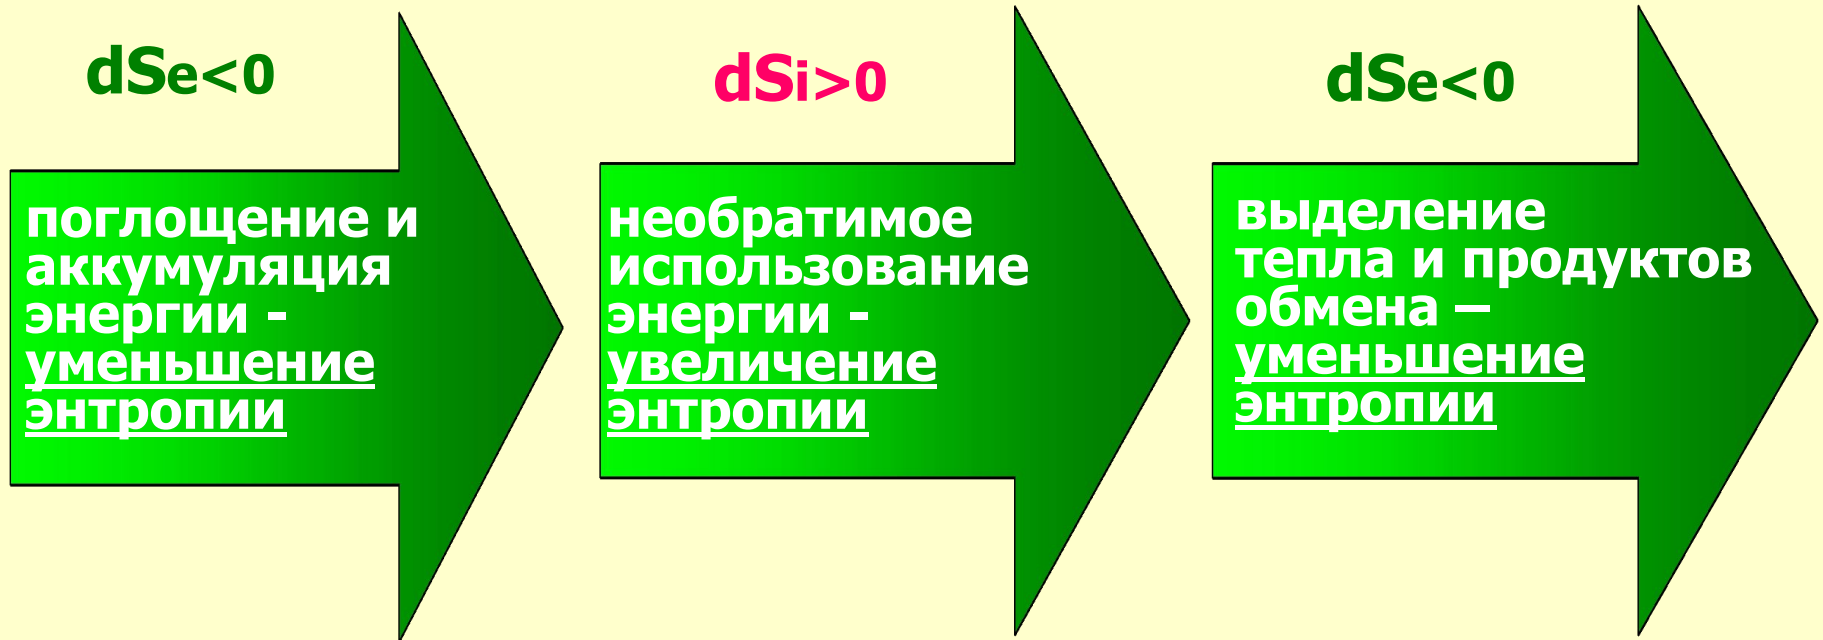 dSe<0
поглощение и
аккумуляция
энергии -
уменьшение
энтропии
dSi>0
необратимое
использование
энергии -
увеличение
энтропии
dSe<0
выделение
тепла и продуктов
обмена –
уменьшение
энтропии